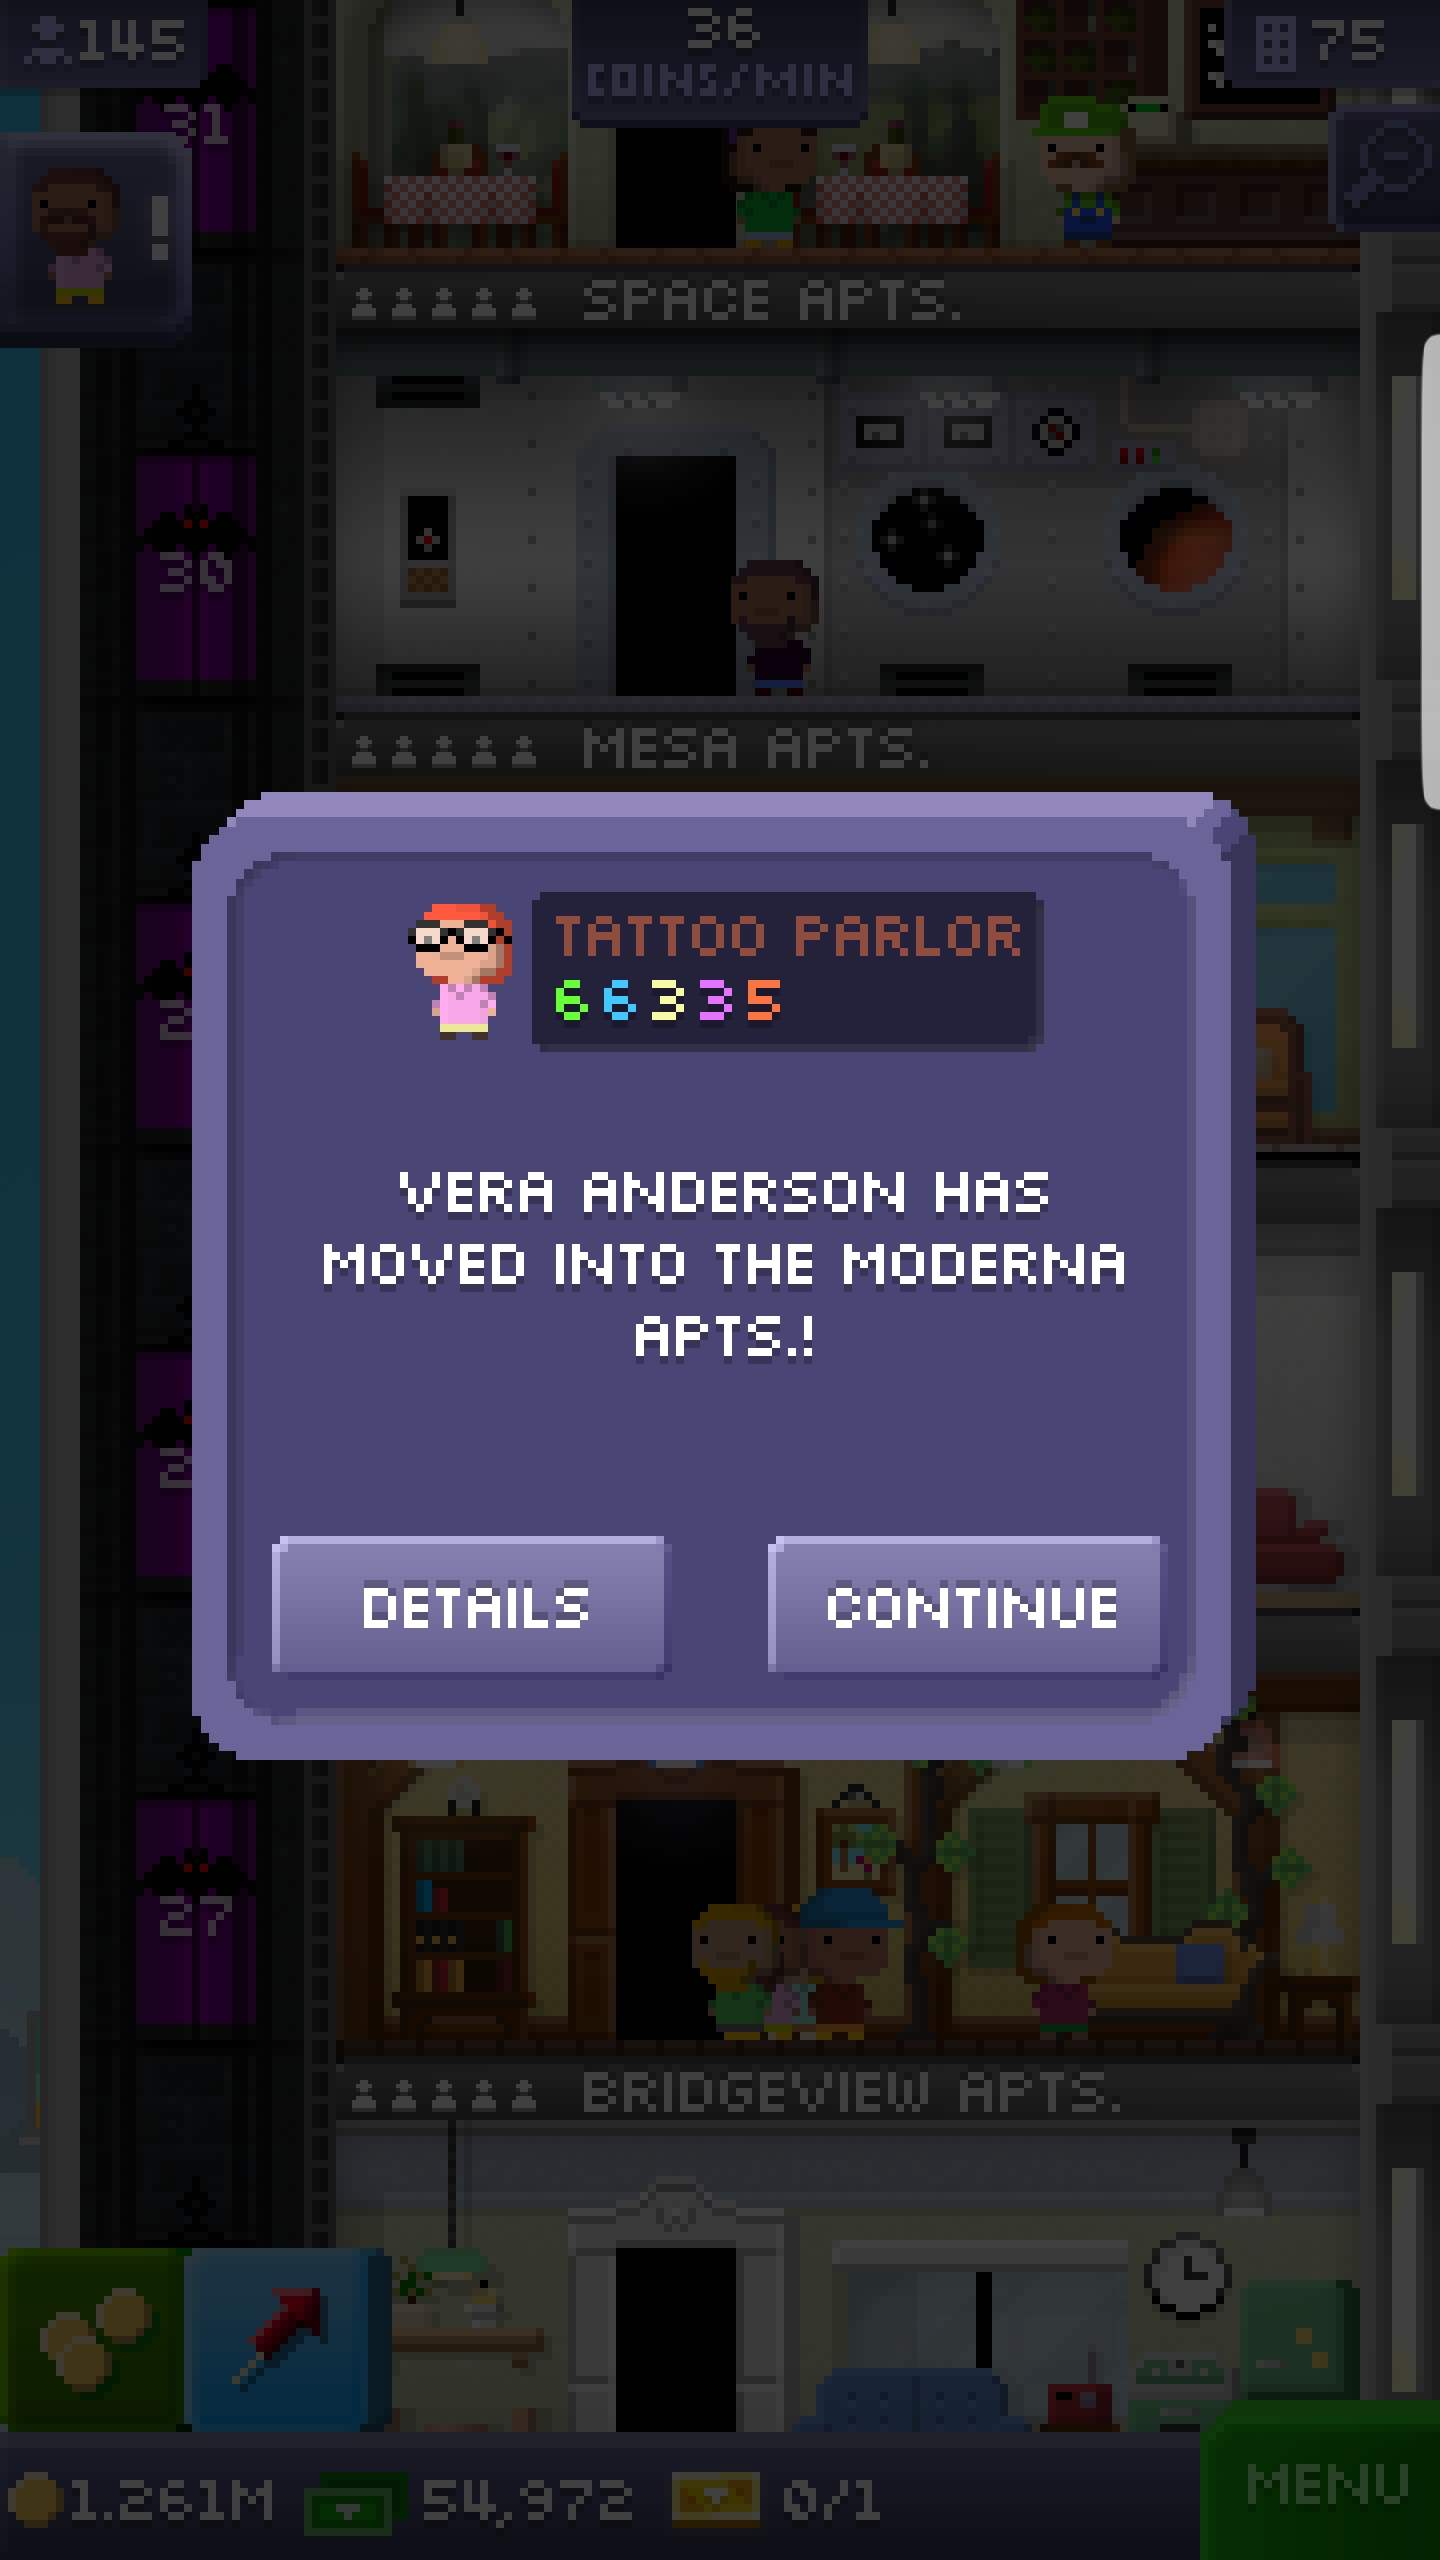 145
36
COINS/MIN
75
31
!
SPACE APTS.
30
MESA APTS.
TATTOO PARLOR
66335
VERA ANDERSON HAS
MOVED INTO THE MODERNA
APTS.!
DETAILS
CONTINUE
27
BRIDGEVIEW APTS.
1.261M
54,972
0/1
MENU